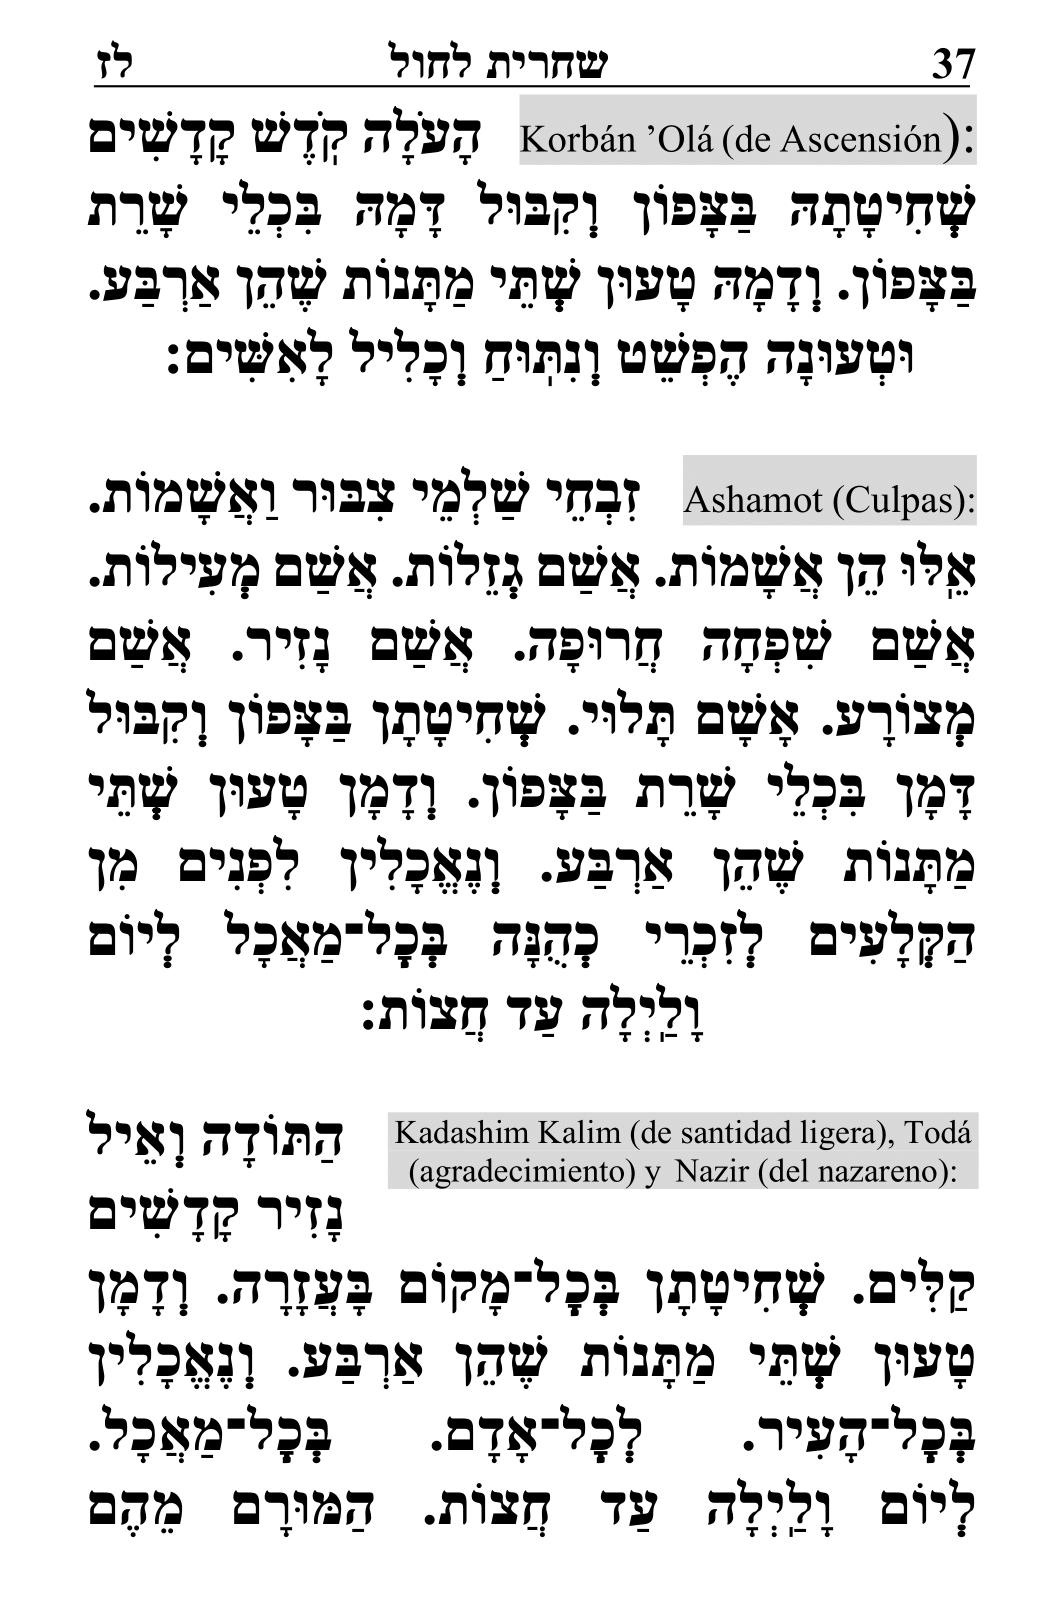 37 שחרית לחול לז
Korbán ’Olá (de Ascensión): הָעֹלָה קֹֽדֶשׁ קָדָשִׁים
שְׁחִיטָתָהּ בַּצָּפוֹן וְקִבּוּל דָּמָהּ בִּכְלֵי שָׁרֵת
בַּצָּפוֹן. וְדָמָהּ טָעוּן שְׁתֵּי מַתָּנוֹת שֶׁהֵן אַרְבַּע.
וּטְעוּנָה הֶפְשֵׁט וְנִתּֽוּחַ וְכָלִיל לָאִשִּׁים:
Ashamot (Culpas): זִבְחֵי שַׁלְמֵי צִבּוּר וַאֲשָׁמוֹת.
אֵֽלּוּ הֵן אֲשָׁמוֹת. אֲשַׁם גְּזֵלוֹת. אֲשַׁם מְעִילוֹת.
אֲשַׁם שִׁפְחָה חֲרוּפָה. אֲשַׁם נָזִיר. אֲשַׁם
מְצוֹרָע. אָשָׁם תָּלוּי. שְׁחִיטָתָן בַּצָּפוֹן וְקִבּוּל
דָּמָן בִּכְלֵי שָׁרֵת בַּצָּפוֹן. וְדָמָן טָעוּן שְׁתֵּי
מַתָּנוֹת שֶׁהֵן אַרְבַּע. וְנֶאֱכָלִין לִפְנִים מִן
הַקְּלָעִים לְזִכְרֵי כְהֻנָּה בְּכָל־מַאֲכָל לְיוֹם
וָלַֽיְלָה עַד חֲצוֹת:
Kadashim Kalim (de santidad ligera), Todá
(agradecimiento) y Nazir (del nazareno):
הַתּוֹדָה וְאֵיל
נָזִיר קָדָשִׁים
קַלִּים. שְׁחִיטָתָן בְּכָל־מָקוֹם בָּעֲזָרָה. וְדָמָן
טָעוּן שְׁתֵּי מַתָּנוֹת שֶׁהֵן אַרְבַּע. וְנֶאֱכָלִין
בְּכָל־הָעִיר. לְכָל־אָדָם. בְּכָל־מַאֲכָל.
לְיוֹם וָלַֽיְלָה עַד חֲצוֹת. הַמּוּרָם מֵהֶם